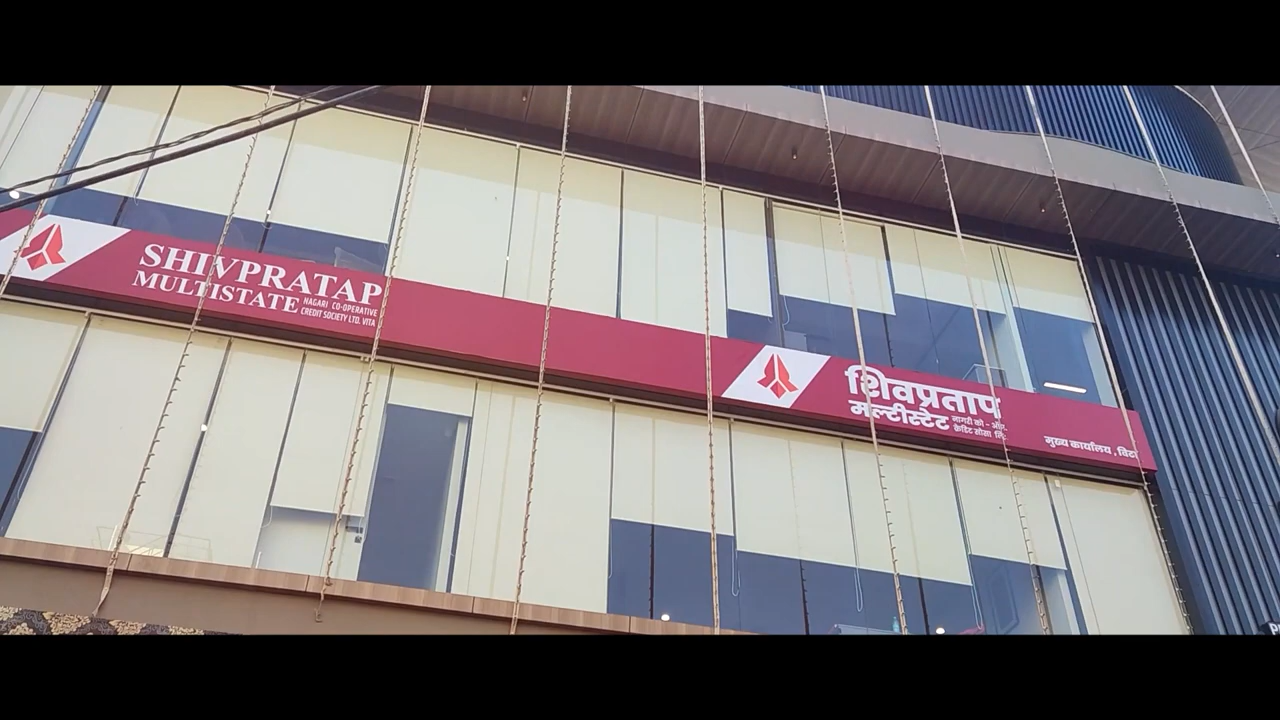 SHIVPRATAP
MULTISTATE
NAGARI CO-OPERATIVE
CREDIT SOCIETY LTD. VITA
शिवप्रताप
मल्टीस्टेट
नागरी को - ऑप.
क्रेडिट सोसा लि.
मुख्य कार्यालय , विटा